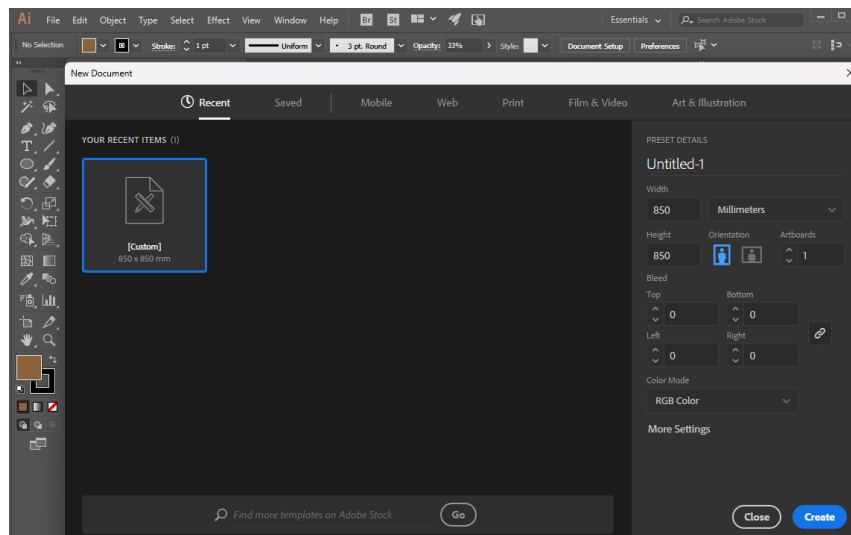 Ai File Edit Object Type Select Effect View Window Help Br St Essentials Search Adobe Stock
No Selection Stroke: 1 pt Uniform 3 pt. Round Opacity: 33% Style: Document Setup Preferences
New Document
Recent Saved Mobile Web Print Film & Video Art & Illustration
YOUR RECENT ITEMS (1)
[Custom]
850 x 850 mm
Find more templates on Adobe Stock Go
PRESET DETAILS
Untitled-1
Width
850 Millimeters
Height Orientation Artboards
850 1
Bleed
Top Bottom
0 0
Left Right
0 0
Color Mode
RGB Color
More Settings
Close Create